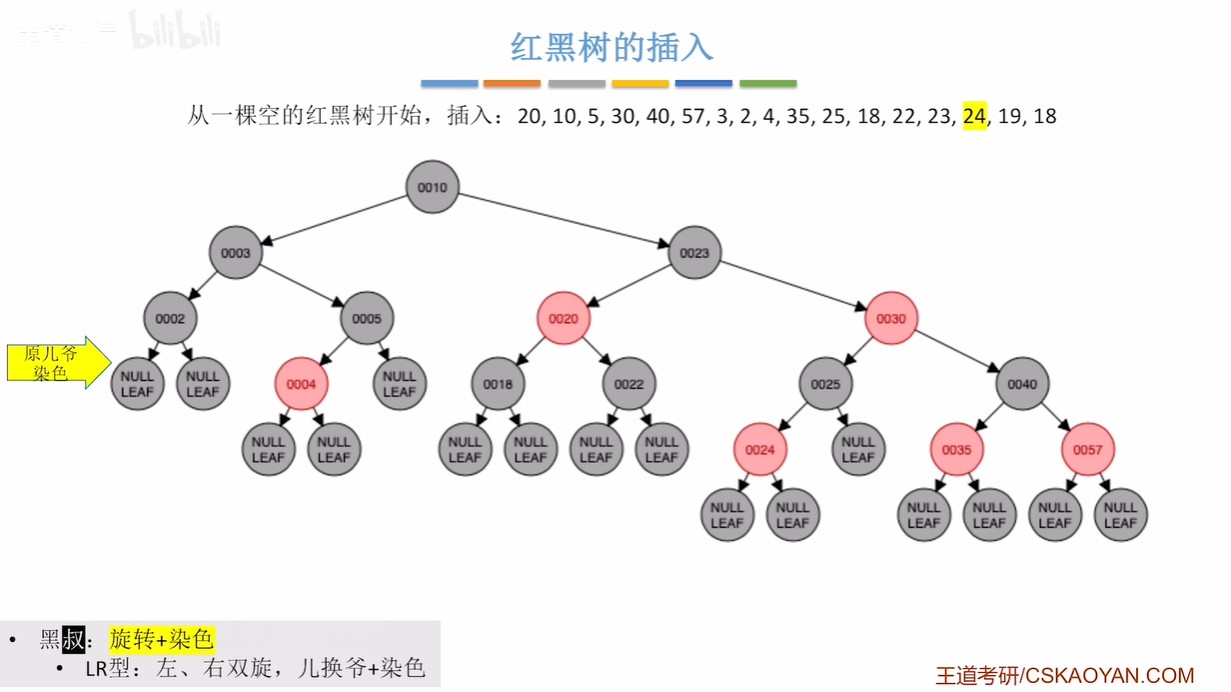 bilibili
红黑树的插入
从一棵空的红黑树开始，插入：20, 10, 5, 30, 40, 57, 3, 2, 4, 35, 25, 18, 22, 23, 24, 19, 18
0010
0003
0023
0002
0005
0020
0030
原儿爷
染色
NULL
LEAF
NULL
LEAF
0004
NULL
LEAF
0018
0022
0025
0040
NULL
LEAF
NULL
LEAF
NULL
LEAF
NULL
LEAF
NULL
LEAF
NULL
LEAF
0024
NULL
LEAF
0035
0057
NULL
LEAF
NULL
LEAF
NULL
LEAF
NULL
LEAF
NULL
LEAF
NULL
LEAF
• 黑叔：旋转+染色
• LR型：左、右双旋，儿换爷+染色
王道考研/CSKAOYAN.COM